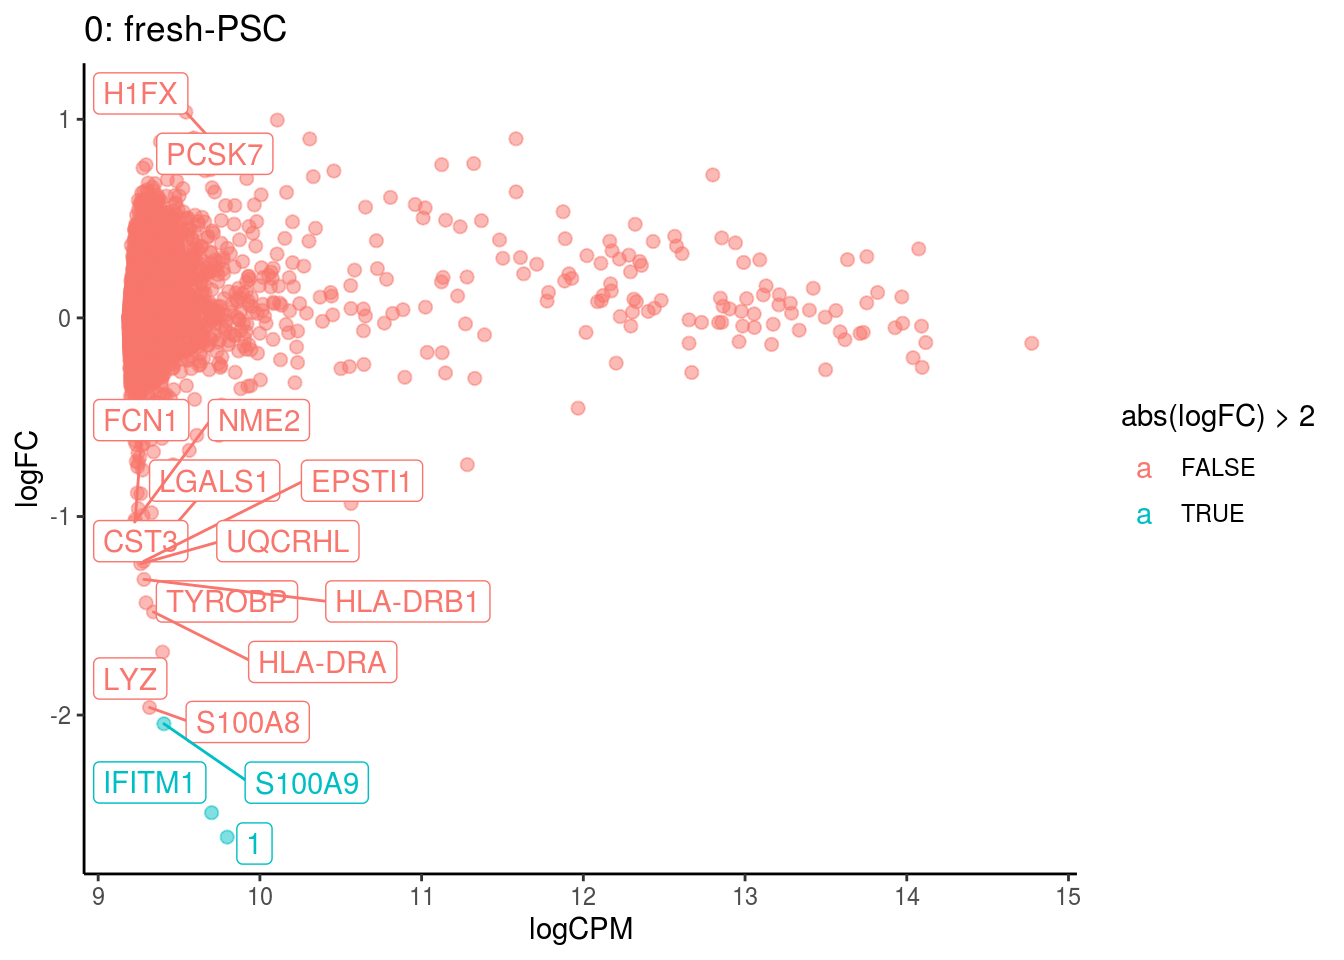 0: fresh-PSC
H1FX
PCSK7
FCN1
NME2
LGALS1
EPSTI1
CST3
UQCRHL
TYROBP
HLA-DRB1
HLA-DRA
LYZ
S100A8
IFITM1
S100A9
1
1
0
-1
-2
logFC
9
10
11
12
13
14
15
logCPM
abs(logFC) > 2
a FALSE
a TRUE